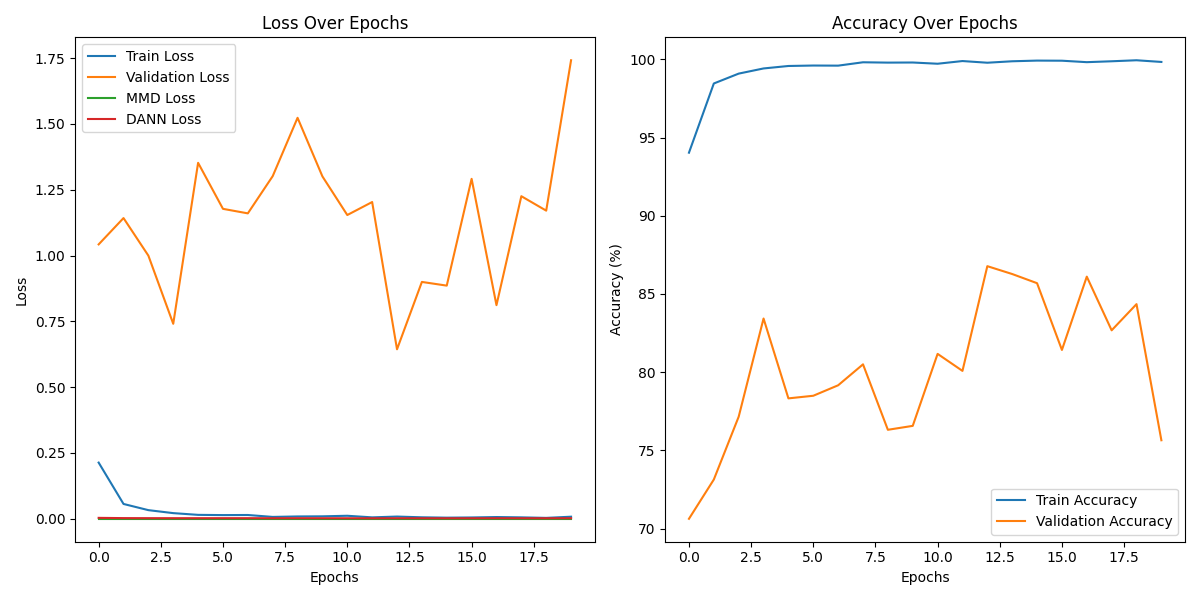 Loss Over Epochs
Train Loss
Validation Loss
MMD Loss
DANN Loss
1.75
1.50
1.25
1.00
0.75
0.50
0.25
0.00
Loss
0.0 2.5 5.0 7.5 10.0 12.5 15.0 17.5
Epochs
Accuracy Over Epochs
100
95
90
85
80
75
70
Accuracy (%)
Train Accuracy
Validation Accuracy
0.0 2.5 5.0 7.5 10.0 12.5 15.0 17.5
Epochs